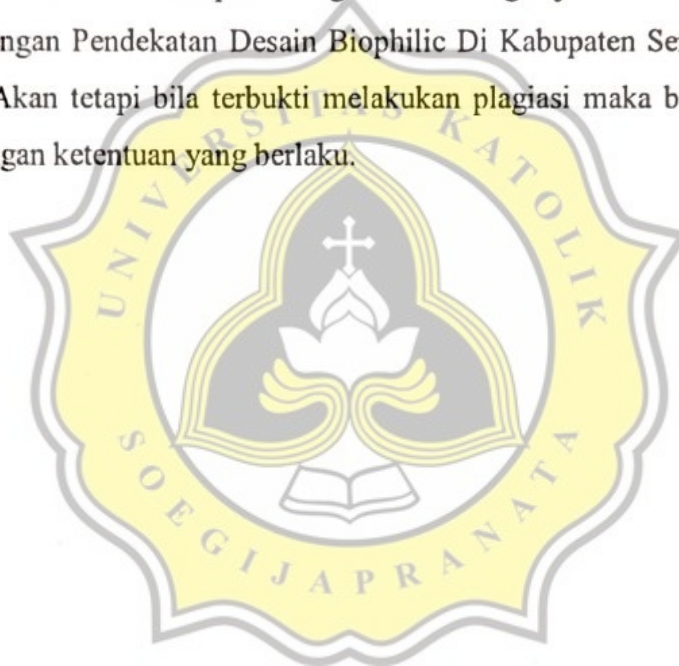 ngan Pendekatan Desain Biophilic Di Kabupaten Se
Akan tetapi bila terbukti melakukan plagiasi maka b
gan ketentuan yang berlaku.
UNIVERSITAS KATOLIK
SOEGIJAPRANATA